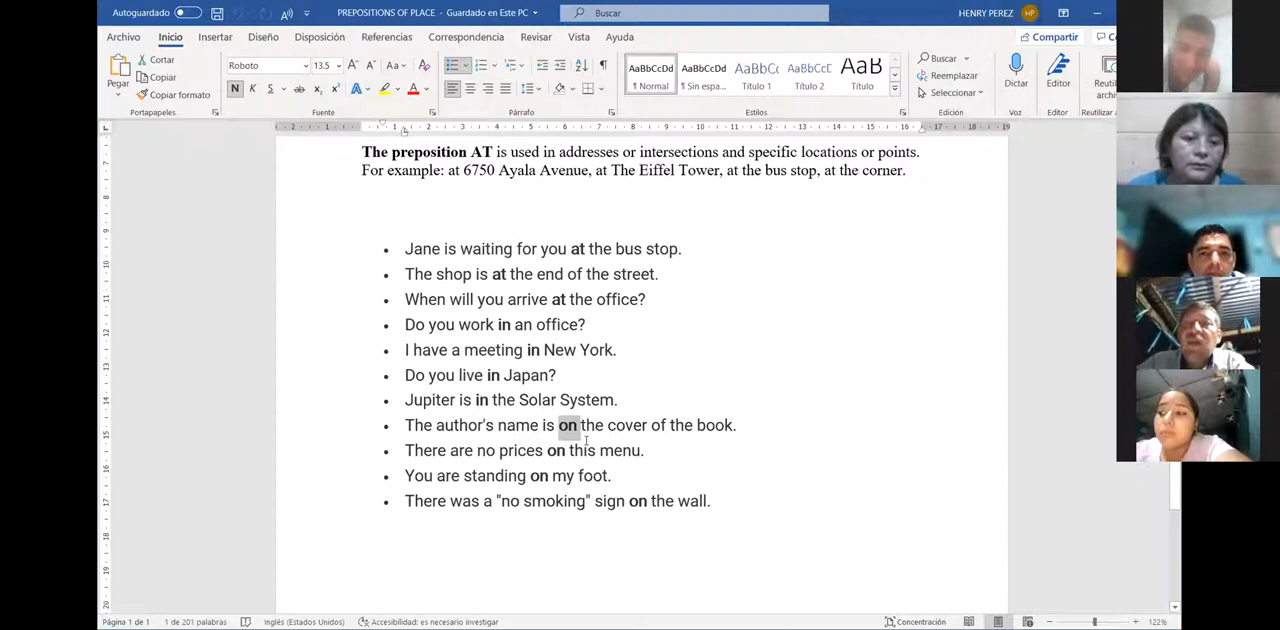 Autoguardado
PREPOSITIONS OF PLACE - Guardado en Este PC
Buscar
HENRY PEREZ
HP
Archivo Inicio Insertar Diseño Disposición Referencias Correspondencia Revisar Vista Ayuda
Compartir
Pegar
Cortar
Copiar
Copiar formato
Portapapeles
Roboto 13.5
Fuente
Párrafo
AaBbCcDd AaBbCcDd AaBbCc AaBbCcD AaB
¶ Normal ¶ Sin espa... Título 1 Título 2 Título
Estilos
Buscar
Reemplazar
Seleccionar
Edición
Dictar
Dictar
Editor
Editor
Reutilizar a
The preposition AT is used in addresses or intersections and specific locations or points.
For example: at 6750 Ayala Avenue, at The Eiffel Tower, at the bus stop, at the corner.
• Jane is waiting for you at the bus stop.
• The shop is at the end of the street.
• When will you arrive at the office?
• Do you work in an office?
• I have a meeting in New York.
• Do you live in Japan?
• Jupiter is in the Solar System.
• The author's name is on the cover of the book.
• There are no prices on this menu.
• You are standing on my foot.
• There was a "no smoking" sign on the wall.
Página 1 de 1 1 de 201 palabras Inglés (Estados Unidos) Accesibilidad: es necesario investigar
Concentración
122%